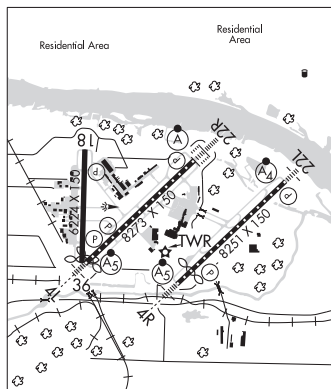 Residential Area
Residential
Area
18
A
22R
P
22L
P
A4
P
6224 X 150
8273 X 150
P
P
TWR
8251 X 150
A5
A5
P
4L
36
4R